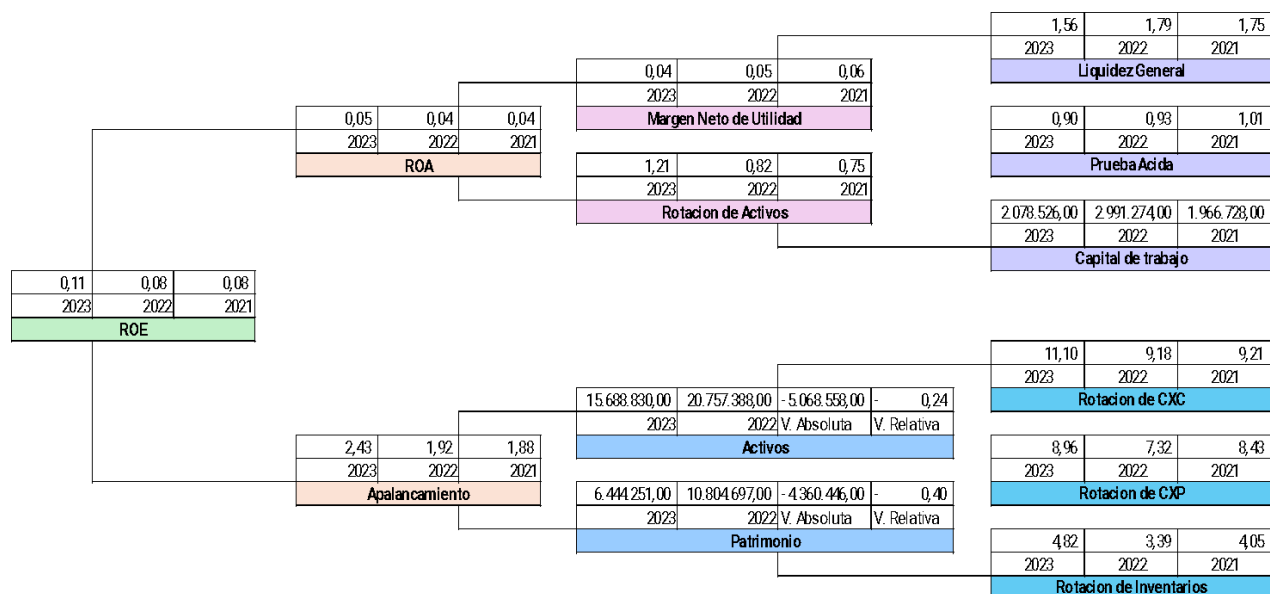 1,56 1,79 1,75
2023 2022 2021
Liquidez General
0,04 0,05 0,06
2023 2022 2021
Margen Neto de Utilidad
0,05 0,04 0,04
2023 2022 2021
ROA
0,90 0,93 1,01
2023 2022 2021
Prueba Acida
1,21 0,82 0,75
2023 2022 2021
Rotacion de Activos
2.078.526,00 2.991.274,00 1.966.728,00
2023 2022 2021
Capital de trabajo
0,11 0,08 0,08
2023 2022 2021
ROE
11,10 9,18 9,21
2023 2022 2021
Rotacion de CXC
15.688.830,00 20.757.388,00 - 5.068.558,00 - 0,24
2023 2022 V. Absoluta V. Relativa
Activos
2,43 1,92 1,88
2023 2022 2021
Apalancamiento
8,96 7,32 8,43
2023 2022 2021
Rotacion de CXP
6.444.251,00 10.804.697,00 - 4.360.446,00 - 0,40
2023 2022 V. Absoluta V. Relativa
Patrimonio
4,82 3,39 4,05
2023 2022 2021
Rotacion de Inventarios